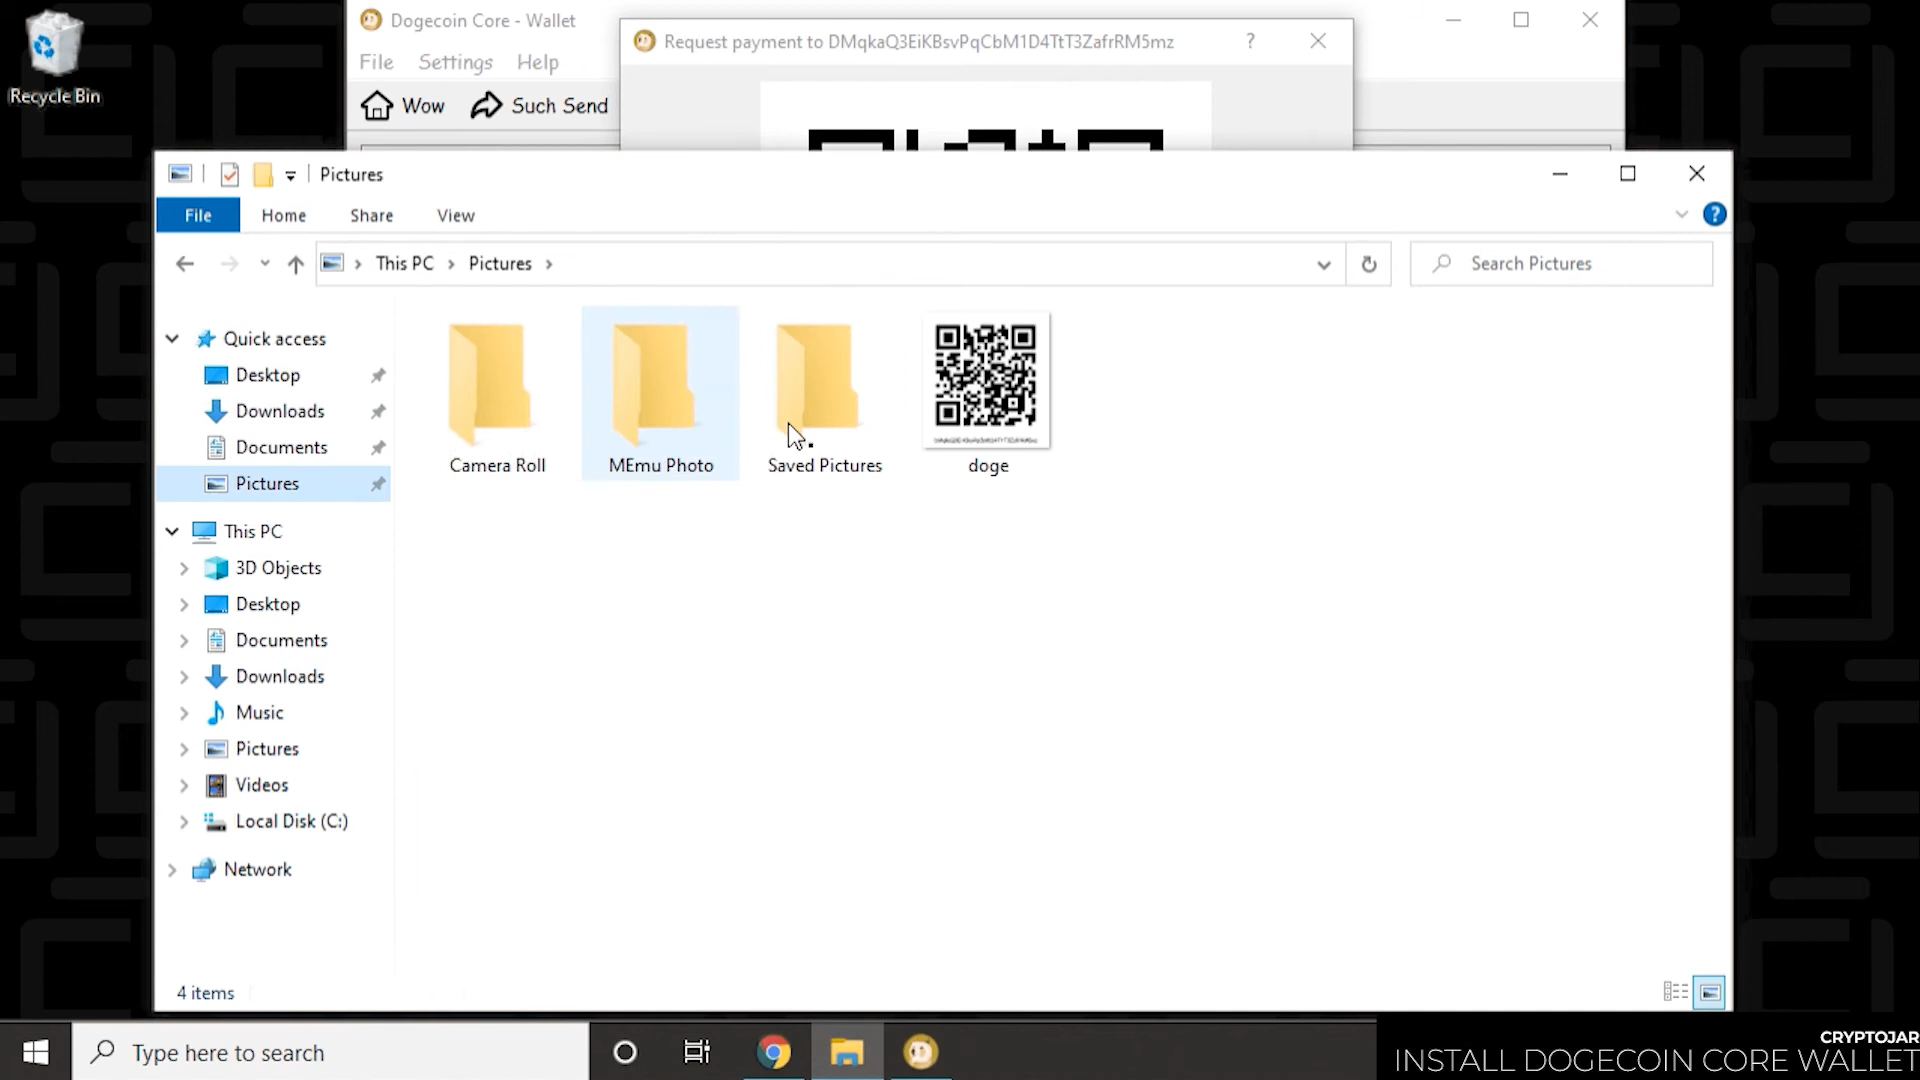 Recycle Bin
Dogecoin Core - Wallet
File Settings Help
Wow Such Send
Request payment to DMqkaQ3EiKBsvPqCbM1D4TtT3ZafrRM5mz ?
Pictures
File Home Share View ?
This PC Pictures
Search Pictures
Quick access
Desktop
Downloads
Documents
Pictures
This PC
3D Objects
Desktop
Documents
Downloads
Music
Pictures
Videos
Local Disk (C:)
Network
Camera Roll
MEmu Photo
Saved Pictures
doge
4 items
Type here to search
CRYPTOJAR
INSTALL DOGECOIN CORE WALLET